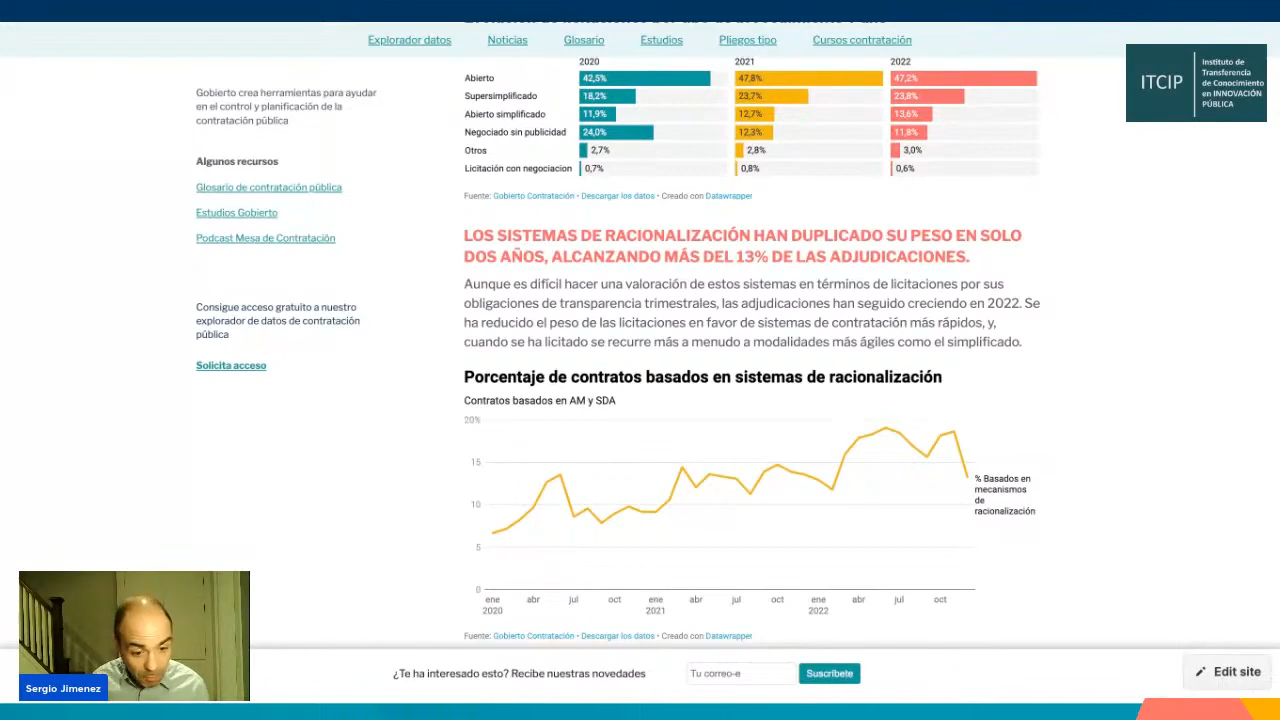 Explorador datos
Noticias
Glosario
Estudios
Pliegos tipo
Cursos contratación
ITCIP
Instituto de
Transferencia
de Conocimiento
en INNOVACIÓN
PÚBLICA
Gobierto crea herramientas para ayudar
en el control y planificación de la
contratación pública
Algunos recursos
Glosario de contratación pública
Estudios Gobierto
Podcast Mesa de Contratación
Consigue acceso gratuito a nuestro
explorador de datos de contratación
pública
Solicita acceso
2020 2021 2022
Abierto 42,5% 47,8% 47,2%
Supersimplificado 18,2% 23,7% 23,8%
Abierto simplificado 11,9% 12,7% 13,6%
Negociado sin publicidad 24,0% 12,3% 11,8%
Otros 2,7% 2,8% 3,0%
Licitación con negociacion 0,7% 0,8% 0,6%
Fuente: Gobierto Contratación • Descargar los datos • Creado con Datawrapper
LOS SISTEMAS DE RACIONALIZACIÓN HAN DUPLICADO SU PESO EN SOLO
DOS AÑOS, ALCANZANDO MÁS DEL 13% DE LAS ADJUDICACIONES.
Aunque es difícil hacer una valoración de estos sistemas en términos de licitaciones por sus
obligaciones de transparencia trimestrales, las adjudicaciones han seguido creciendo en 2022. Se
ha reducido el peso de las licitaciones en favor de sistemas de contratación más rápidos, y,
cuando se ha licitado se recurre más a menudo a modalidades más ágiles como el simplificado.
Porcentaje de contratos basados en sistemas de racionalización
Contratos basados en AM y SDA
20%
15
10
5
0
% Basados en
mecanismos
de
racionalización
ene abr jul oct ene abr jul oct ene abr jul oct
2020 2021 2022
Fuente: Gobierto Contratación • Descargar los datos • Creado con Datawrapper
¿Te ha interesado esto? Recibe nuestras novedades
Tu correo-e
Suscríbete
Edit site
Sergio Jimenez